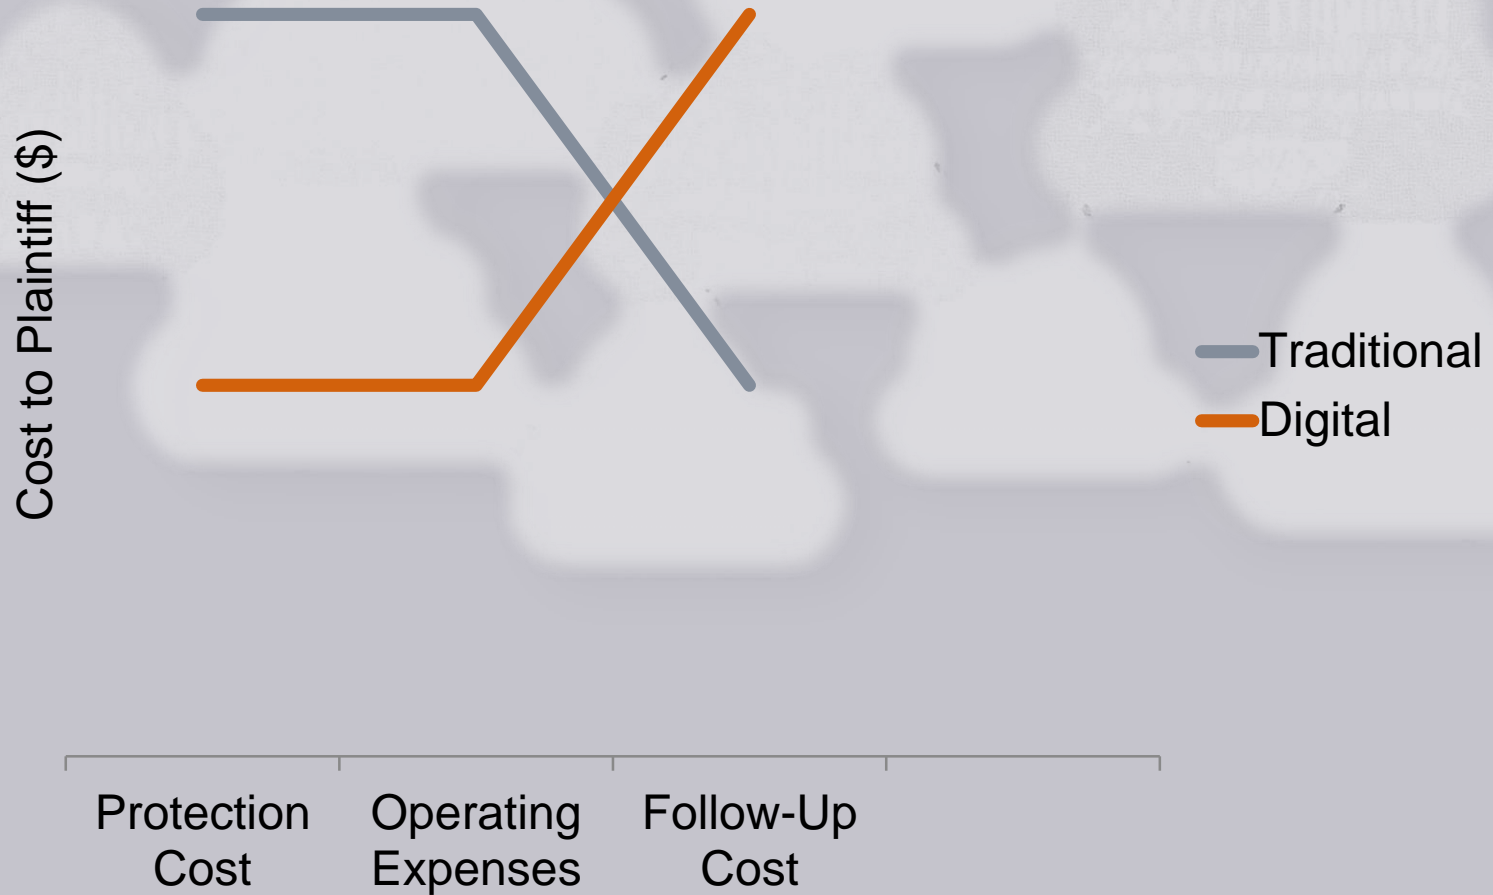 Cost to Plaintiff ($)
Traditional
Digital
Protection
Cost
Operating
Expenses
Follow-Up
Cost